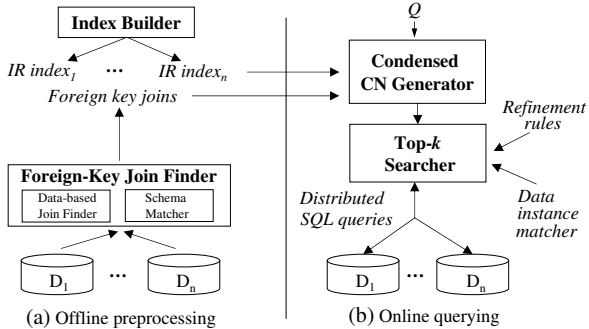 Index Builder
IR index1 ... IR indexn
Foreign key joins
Foreign-Key Join Finder
Data-based
Join Finder
Schema
Matcher
D1 ... Dn
(a) Offline preprocessing
Q
Condensed
CN Generator
Top-k
Searcher
Refinement
rules
Distributed
SQL queries
Data
instance
matcher
D1 ... Dn
(b) Online querying